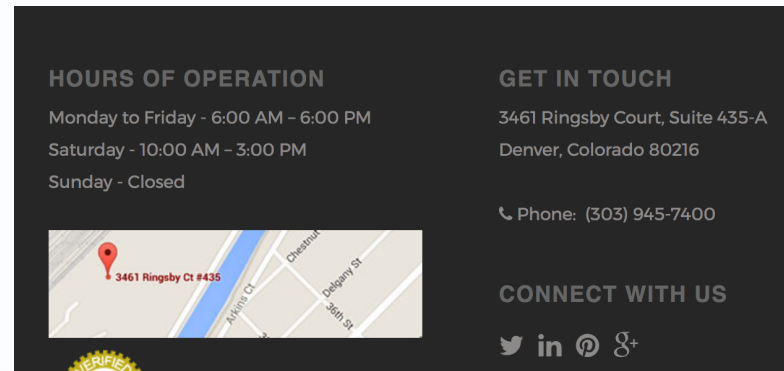 HOURS OF OPERATION
Monday to Friday - 6:00 AM – 6:00 PM
Saturday - 10:00 AM – 3:00 PM
Sunday - Closed
3461 Ringsby Ct #435
Chestnut
Delgany St
Arkins Ct
36th St
VERIFIED
GET IN TOUCH
3461 Ringsby Court, Suite 435-A
Denver, Colorado 80216
Phone: (303) 945-7400
CONNECT WITH US